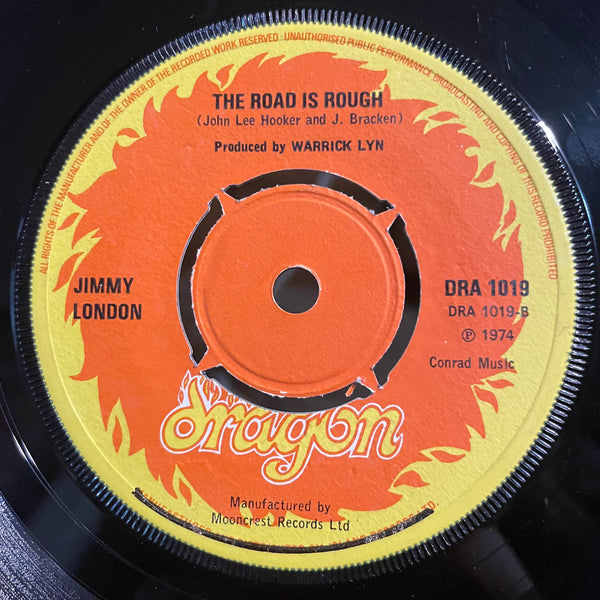 ALL RIGHTS OF THE MANUFACTURER AND OF THE OWNER OF THE RECORDED WORK RESERVED · UNAUTHORISED PUBLIC PERFORMANCE BROADCASTING AND COPYING OF THIS RECORD PROHIBITED
THE ROAD IS ROUGH
(John Lee Hooker and J. Bracken)
Produced by WARRICK LYN
JIMMY
LONDON
DRA 1019
DRA 1019-B
℗ 1974
Conrad Music
dragon
Manufactured by
Mooncrest Records Ltd